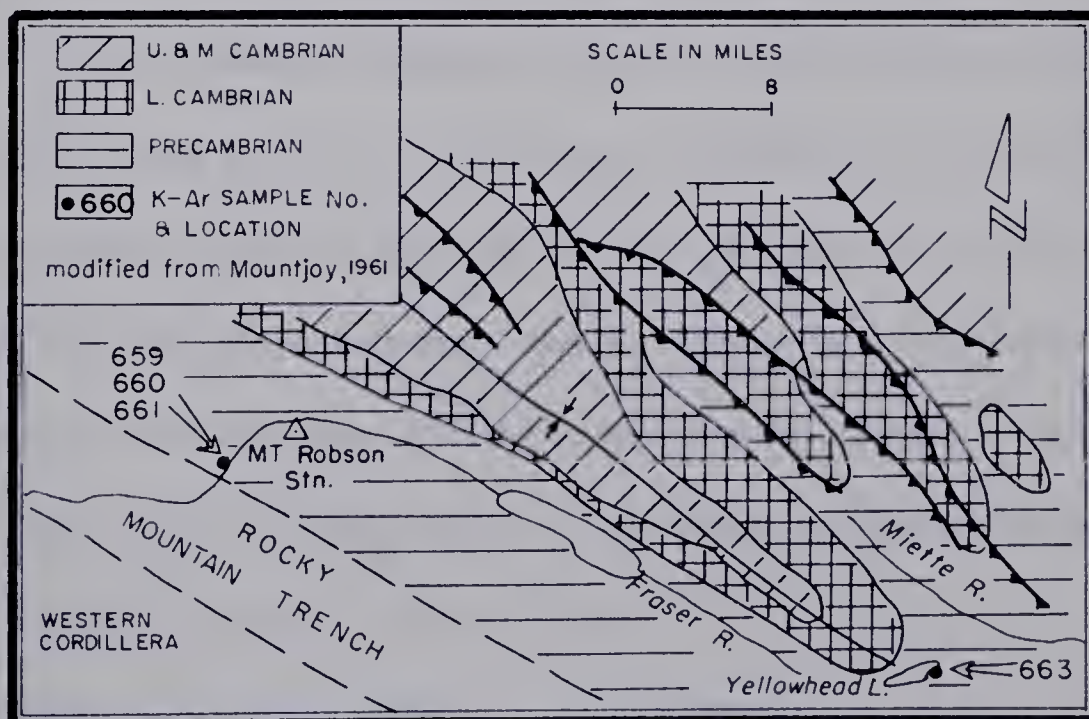 U. & M CAMBRIAN
L. CAMBRIAN
PRECAMBRIAN
•660 K-Ar SAMPLE No.
& LOCATION
modified from Mountjoy, 1961
SCALE IN MILES
0 8
N
659
660
661
MT Robson
Stn.
ROCKY
MOUNTAIN TRENCH
WESTERN
CORDILLERA
Fraser R.
Miette R.
Yellowhead L.
663